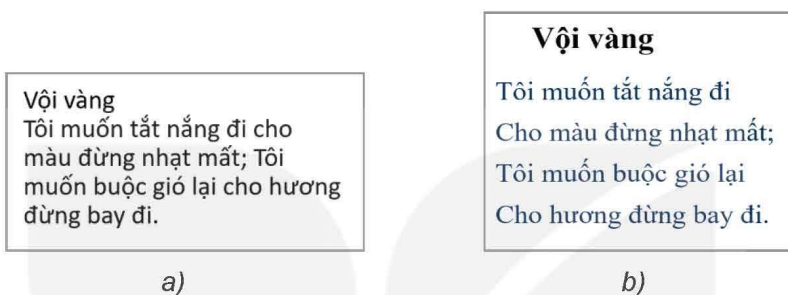 Vội vàng
Tôi muốn tắt nắng đi cho
màu đừng nhạt mất; Tôi
muốn buộc gió lại cho hương
đừng bay đi.
a)
Vội vàng
Tôi muốn tắt nắng đi
Cho màu đừng nhạt mất;
Tôi muốn buộc gió lại
Cho hương đừng bay đi.
b)